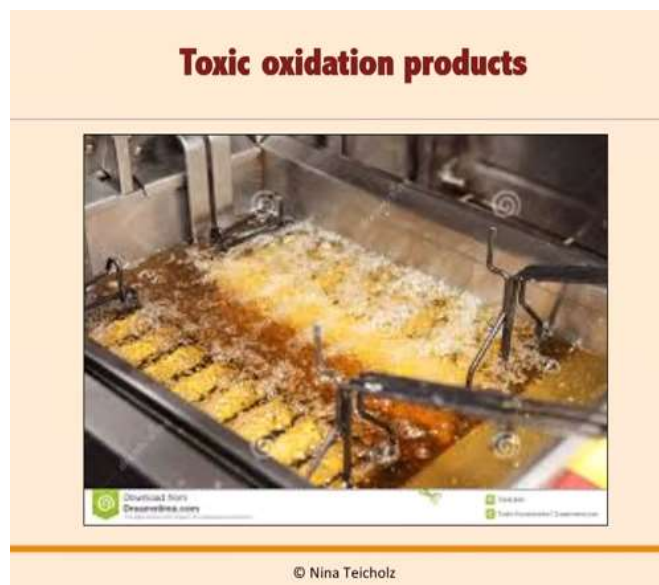 Toxic oxidation products
Download from
Dreamstime.com
© Nina Teicholz